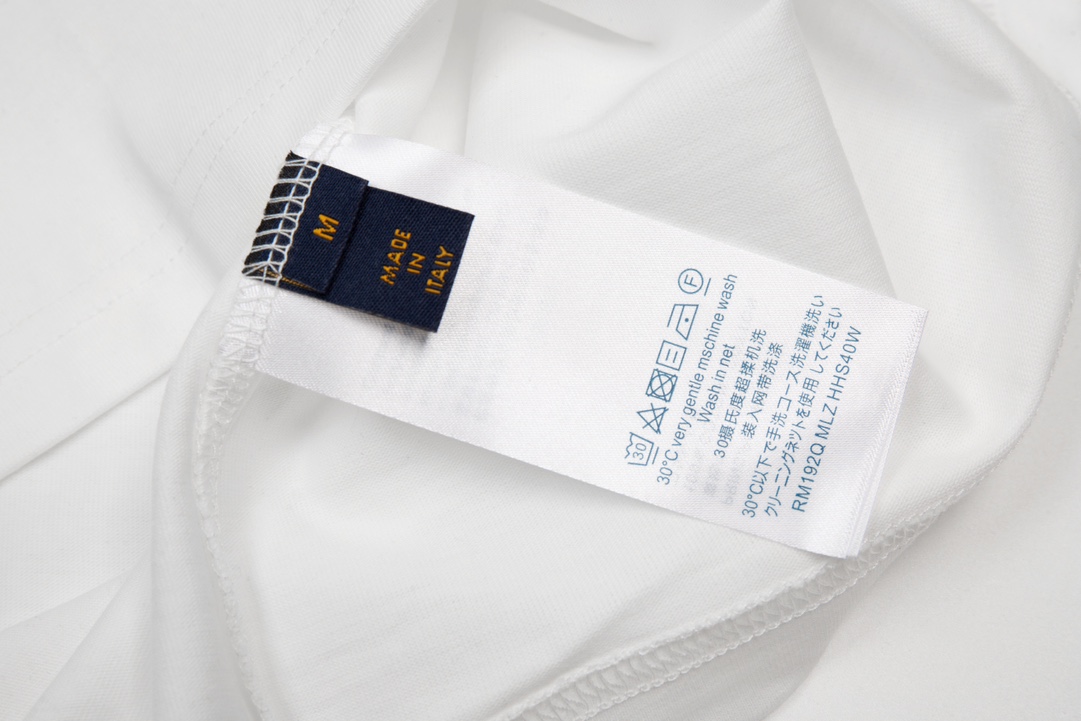 M
MADE
IN
ITALY
30
F
30°C very gentle mschine wash
Wash in net
30摄氏度超揉机洗
装入网带洗涤
30°C以下で手洗コース洗濯機洗い
クリーニングネットを使用してください
RM192Q MLZ HHS40W